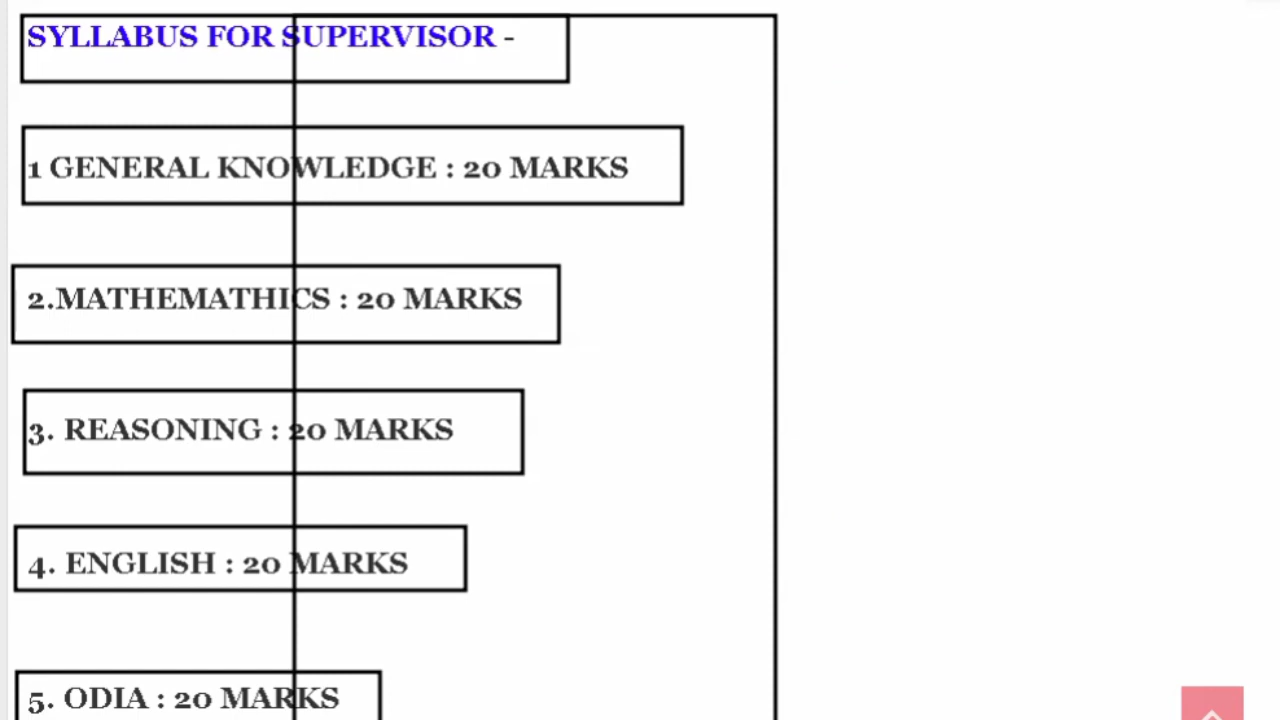 SYLLABUS FOR SUPERVISOR -
1 GENERAL KNOWLEDGE : 20 MARKS
2.MATHEMATHICS : 20 MARKS
3. REASONING : 20 MARKS
4. ENGLISH : 20 MARKS
5. ODIA : 20 MARKS